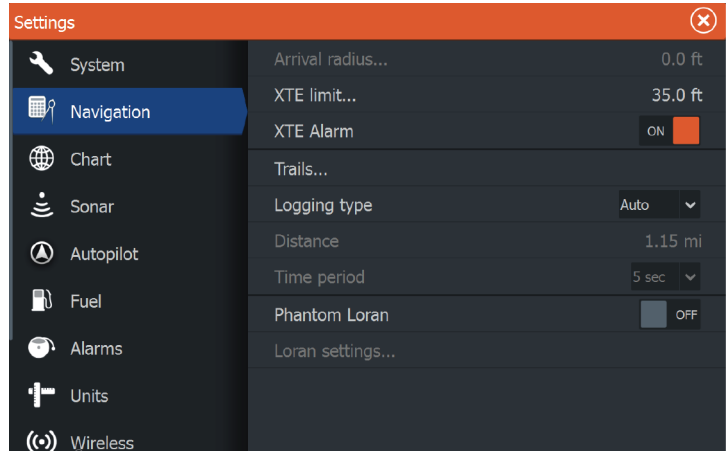 Settings
System
Navigation
Chart
Sonar
Autopilot
Fuel
Alarms
Units
Wireless
Arrival radius... 0.0 ft
XTE limit... 35.0 ft
XTE Alarm ON
Trails...
Logging type Auto
Distance 1.15 mi
Time period 5 sec
Phantom Loran OFF
Loran settings...